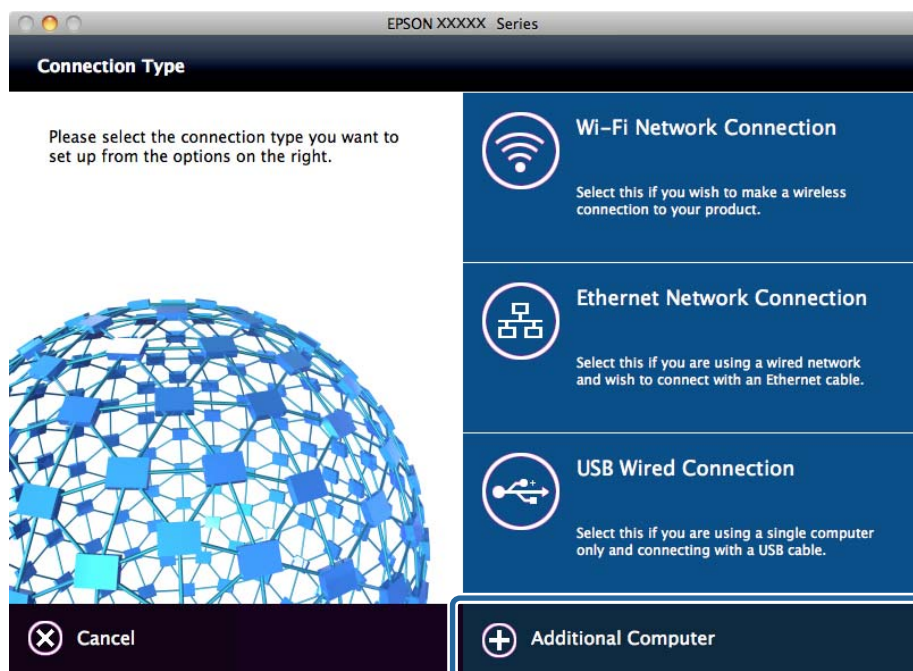 EPSON XXXXX Series
Connection Type
Please select the connection type you want to
set up from the options on the right.
Wi-Fi Network Connection
Select this if you wish to make a wireless
connection to your product.
Ethernet Network Connection
Select this if you are using a wired network
and wish to connect with an Ethernet cable.
USB Wired Connection
Select this if you are using a single computer
only and connecting with a USB cable.
Cancel
Additional Computer